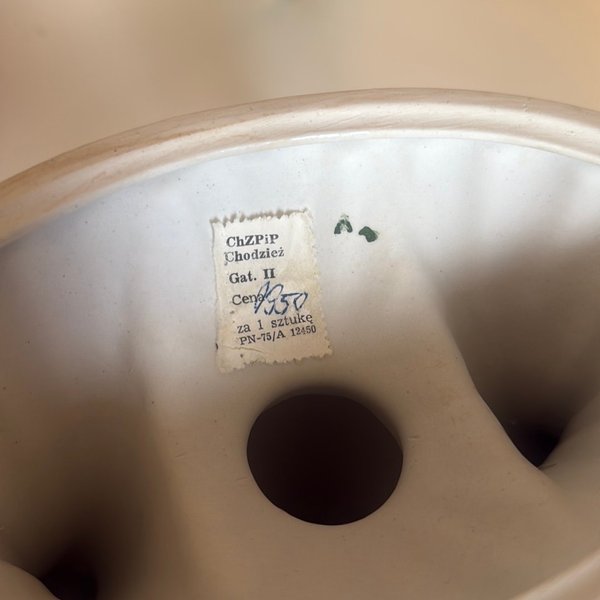 ChZPiP
Chodzież
Gat. II
Cena
za 1 sztukę
PN-75/A 12450